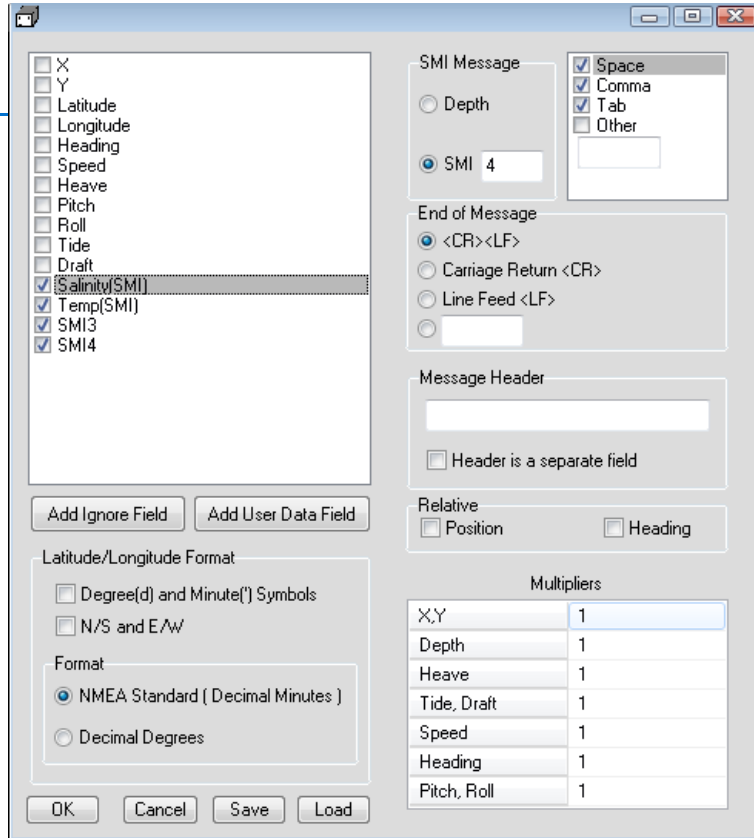 X
Y
Latitude
Longitude
Heading
Speed
Heave
Pitch
Roll
Tide
Draft
Salinity(SMI)
Temp(SMI)
SMI3
SMI4
Add Ignore Field
Add User Data Field
Latitude/Longitude Format
Degree(d) and Minute(') Symbols
N/S and E/W
Format
NMEA Standard ( Decimal Minutes )
Decimal Degrees
OK
Cancel
Save
Load
SMI Message
Depth
SMI 4
Space
Comma
Tab
Other
End of Message
<CR><LF>
Carriage Return <CR>
Line Feed <LF>
Message Header
Header is a separate field
Relative
Position
Heading
Multipliers
X,Y 1
Depth 1
Heave 1
Tide, Draft 1
Speed 1
Heading 1
Pitch, Roll 1